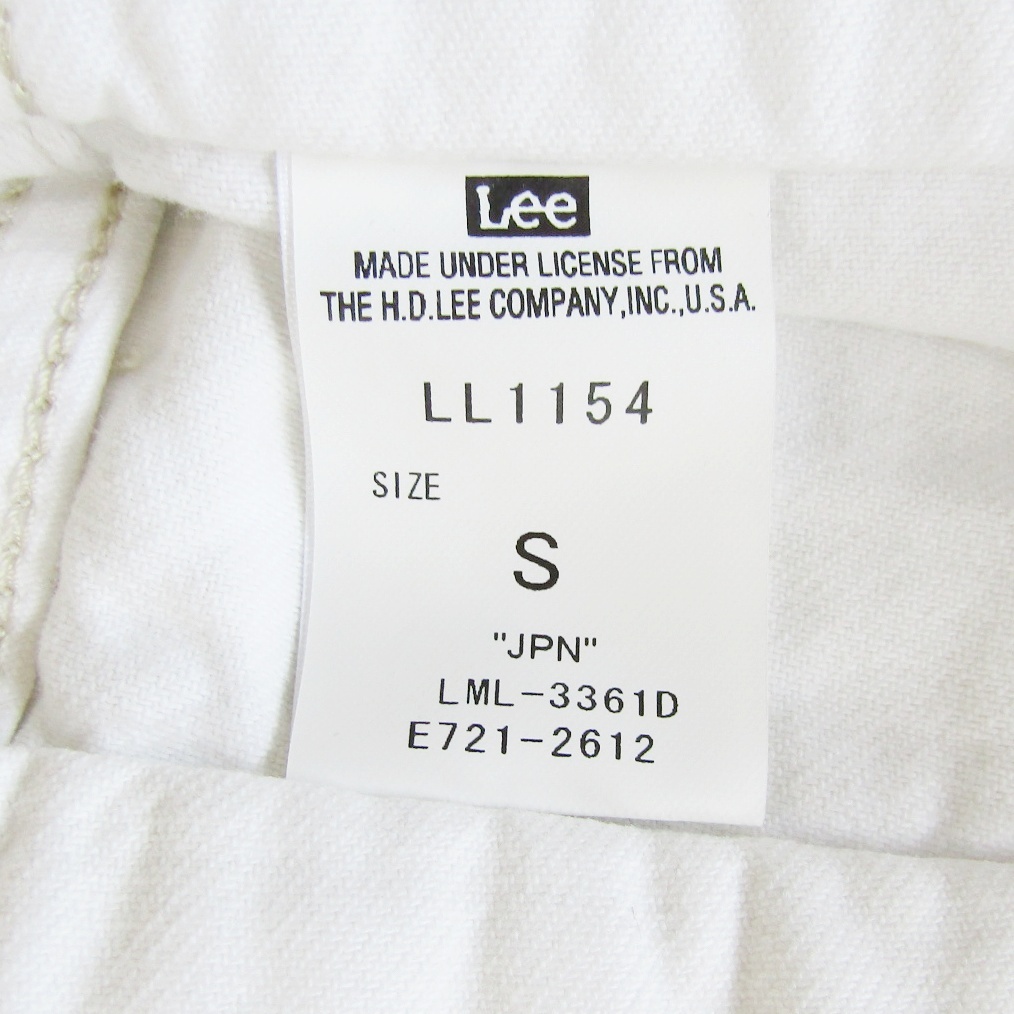 Lee
MADE UNDER LICENSE FROM
THE H.D.LEE COMPANY,INC.,U.S.A.
LL1154
SIZE
S
"JPN"
LML-3361D
E721-2612